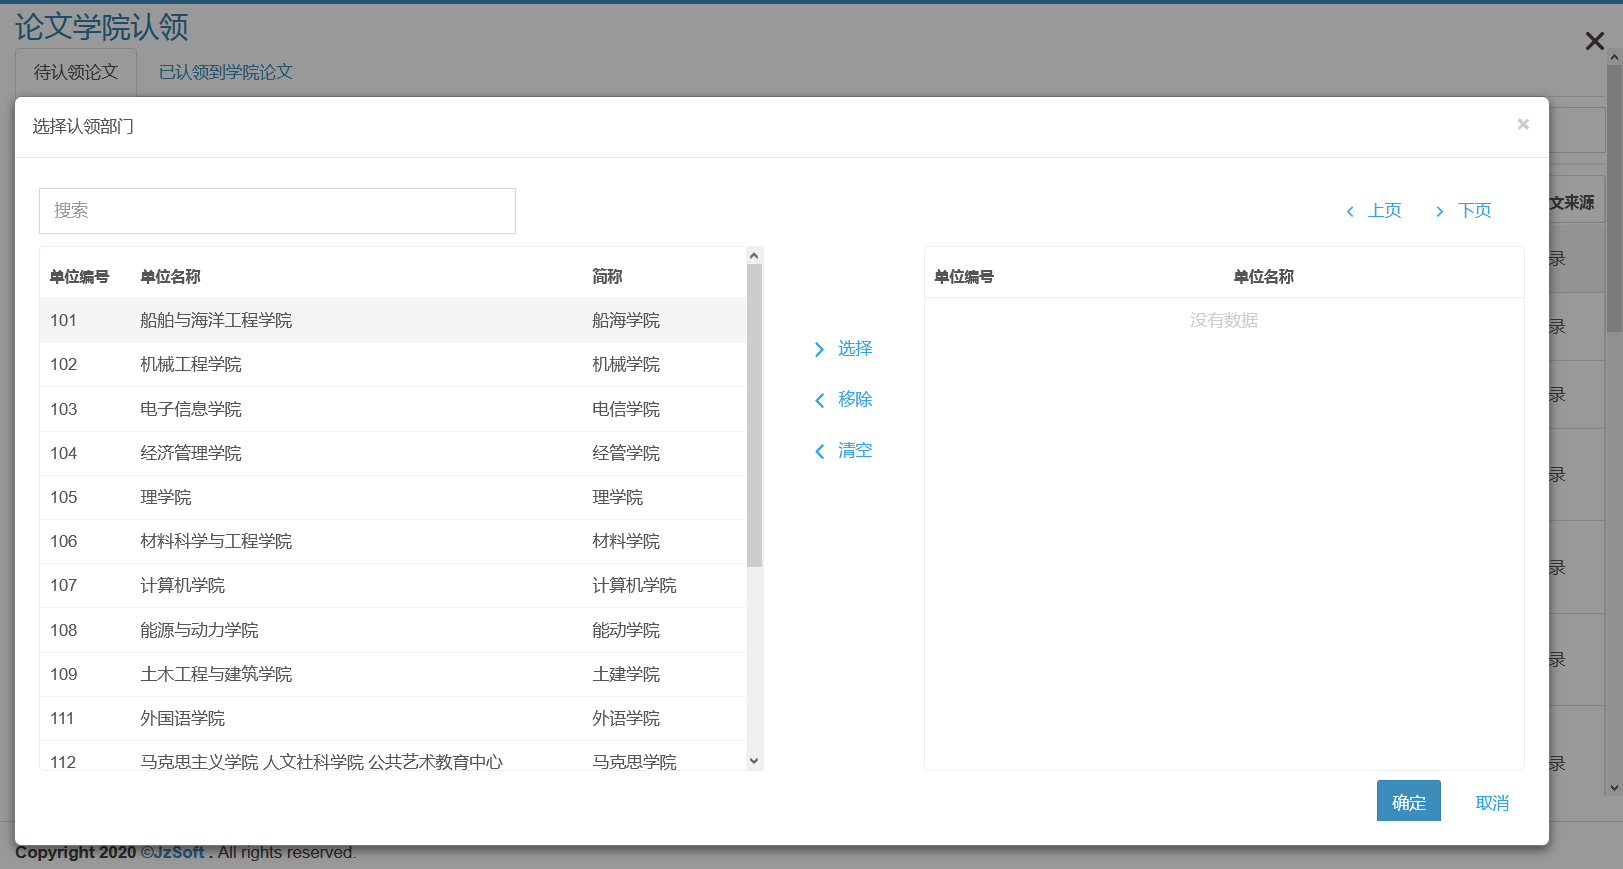 论文学院认领
待认领论文 已认领到学院论文
选择认领部门
搜索
上页 下页
文来源
单位编号 单位名称 简称
101 船舶与海洋工程学院 船海学院
102 机械工程学院 机械学院
103 电子信息学院 电信学院
104 经济管理学院 经管学院
105 理学院 理学院
106 材料科学与工程学院 材料学院
107 计算机学院 计算机学院
108 能源与动力学院 能动学院
109 土木工程与建筑学院 土建学院
111 外国语学院 外语学院
112 马克思主义学院 人文社科学院 公共艺术教育中心 马克思学院
选择
移除
清空
单位编号 单位名称
没有数据
录
录
录
录
录
录
录
确定 取消
Copyright 2020 ©JzSoft . All rights reserved.